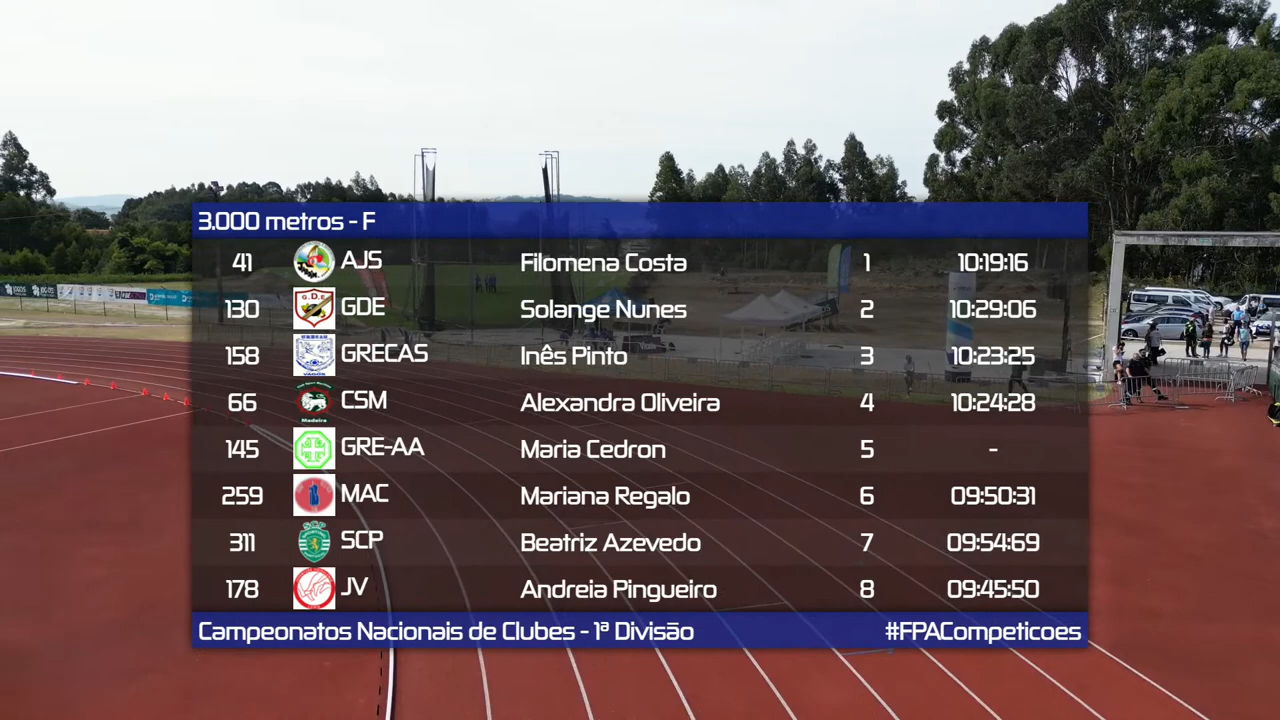 3.000 metros - F
41 AJS Filomena Costa 1 10:19:16
130 GDE Solange Nunes 2 10:29:06
158 GRECAS Inês Pinto 3 10:23:25
66 CSM Alexandra Oliveira 4 10:24:28
145 GRE-AA Maria Cedron 5 -
259 MAC Mariana Regalo 6 09:50:31
311 SCP Beatriz Azevedo 7 09:54:69
178 JV Andreia Pingueiro 8 09:45:50
Campeonatos Nacionais de Clubes - 1ª Divisão #FPACompeticoes